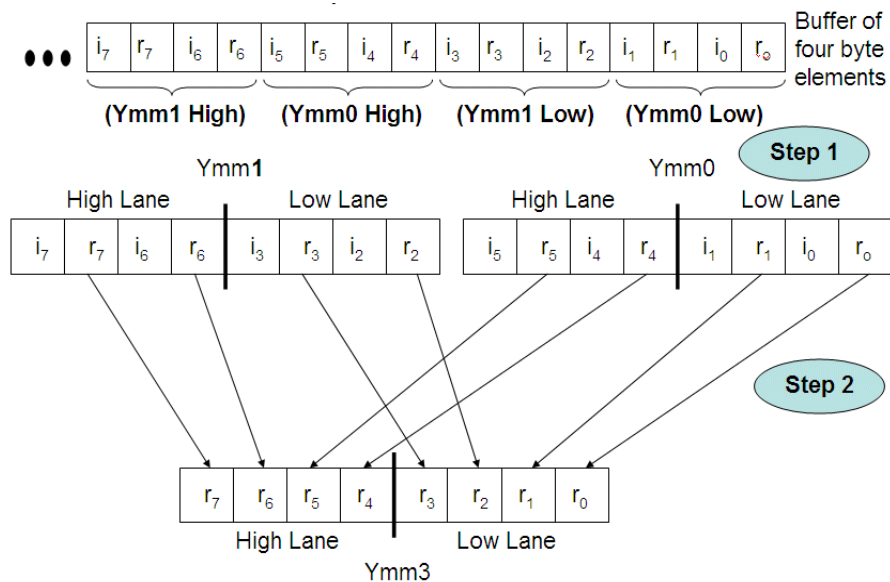 i₇ r₇ i₆ r₆ i₅ r₅ i₄ r₄ i₃ r₃ i₂ r₂ i₁ r₁ i₀ rₒ
Buffer of
four byte
elements
(Ymm1 High) (Ymm0 High) (Ymm1 Low) (Ymm0 Low)
Step 1
Ymm1 Ymm0
High Lane Low Lane High Lane Low Lane
i₇ r₇ i₆ r₆ i₃ r₃ i₂ r₂ i₅ r₅ i₄ r₄ i₁ r₁ i₀ rₒ
Step 2
r₇ r₆ r₅ r₄ r₃ r₂ r₁ r₀
High Lane Low Lane
Ymm3